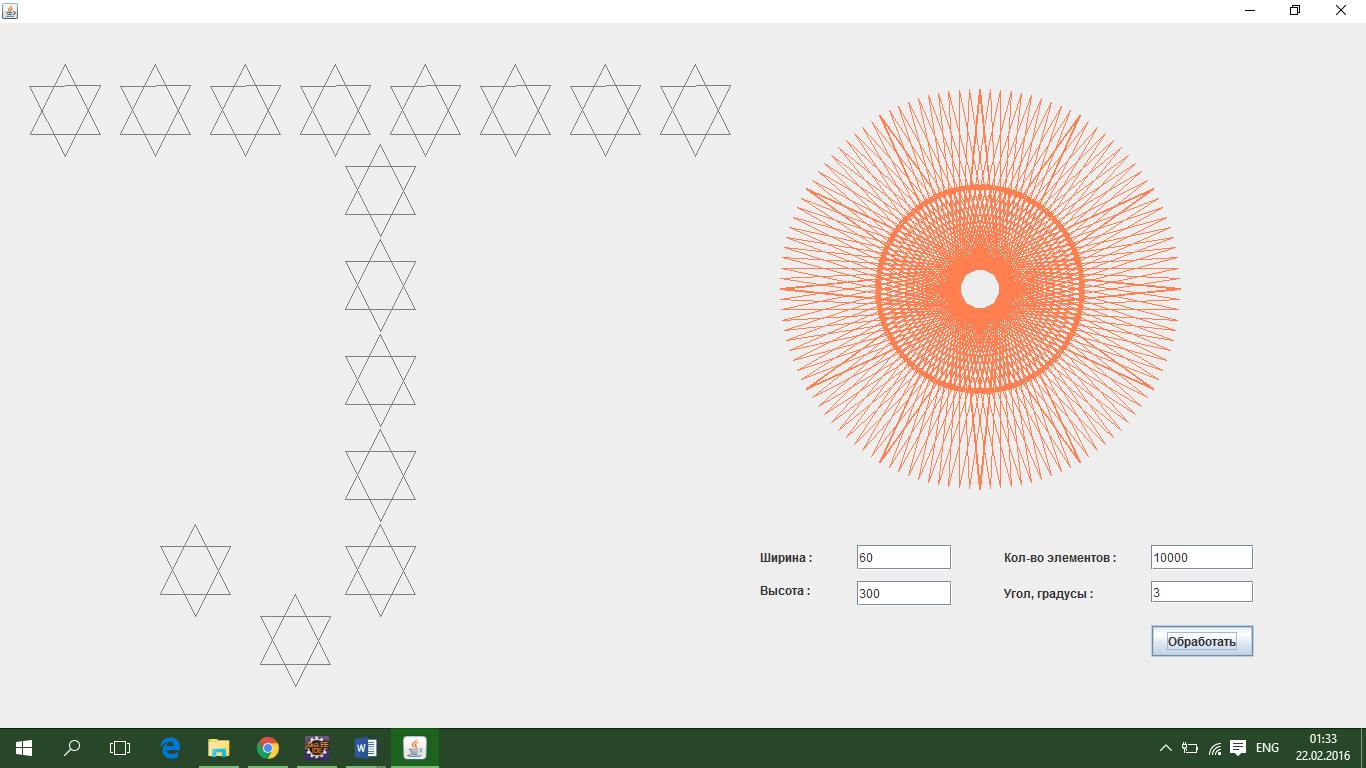 Ширина :
60
Кол-во элементов :
10000
Высота :
300
Угол, градусы :
3
Обработать
ENG
01:33
22.02.2016